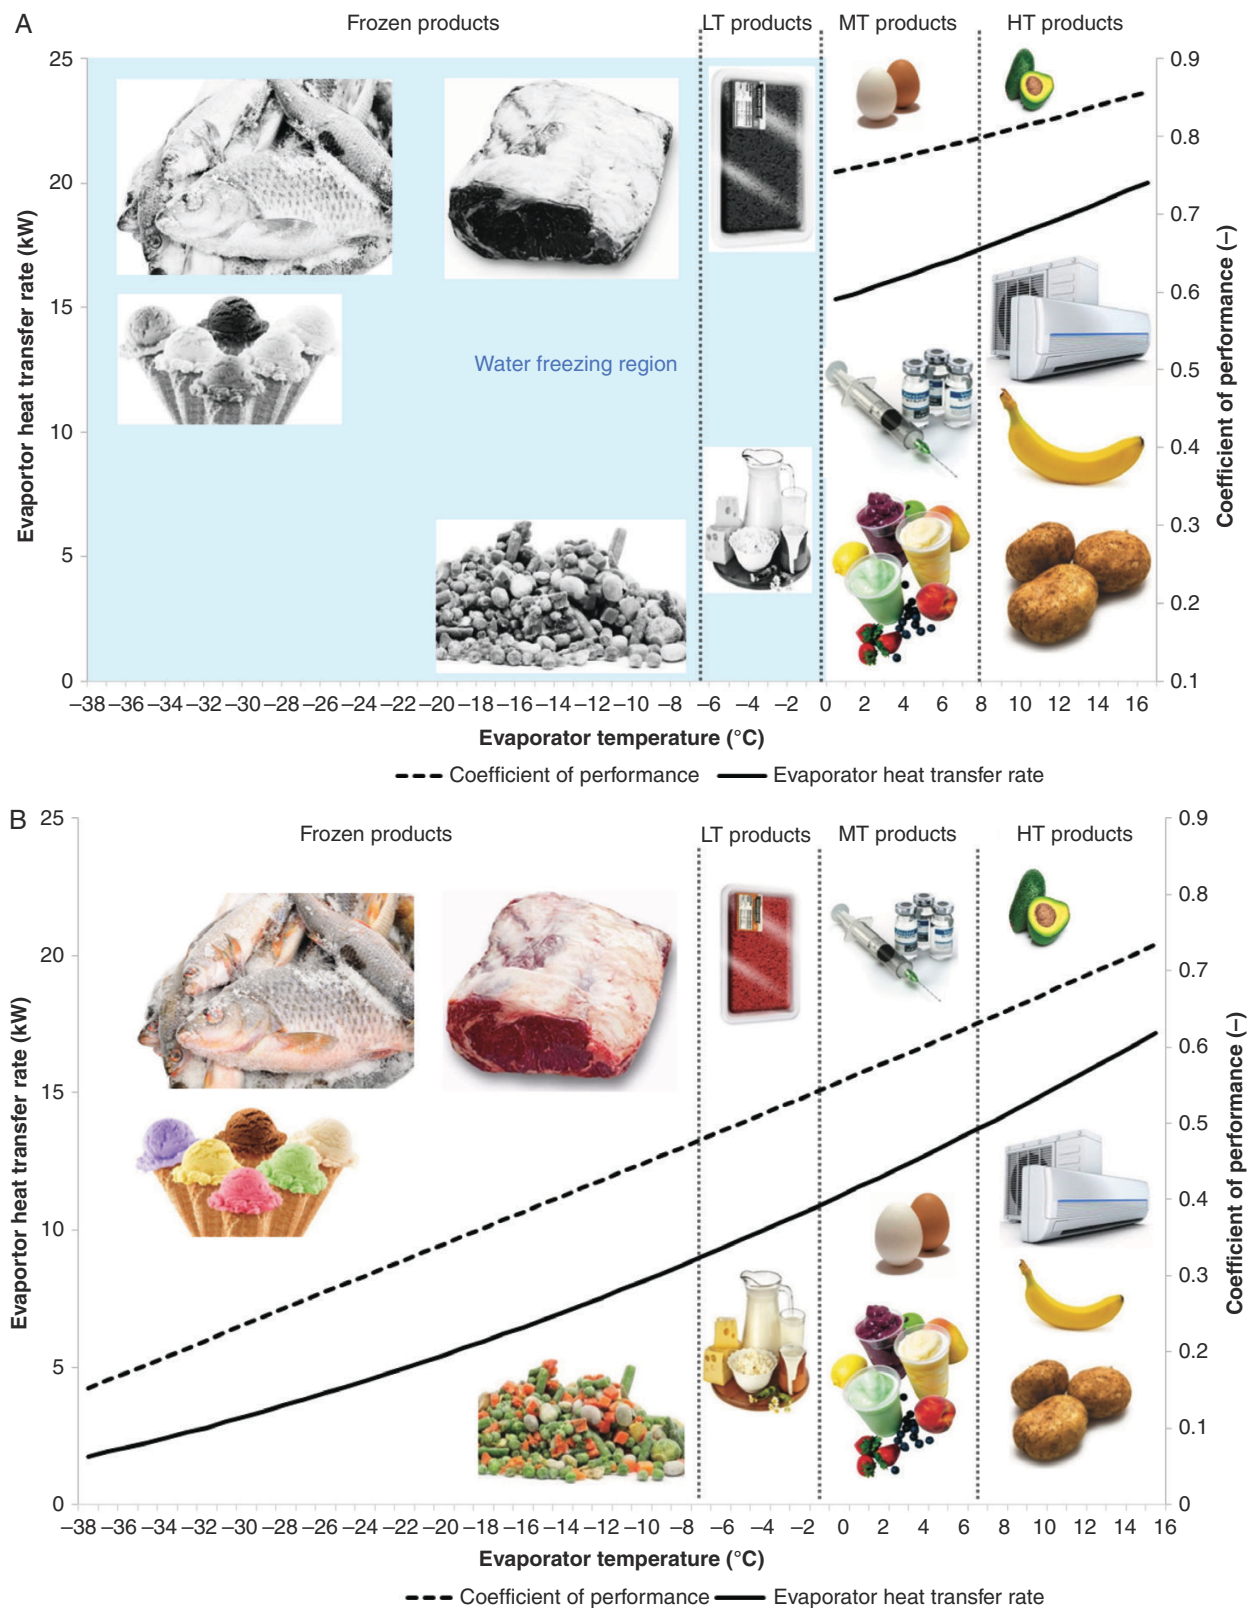 A
Frozen products
LT products
MT products
HT products
25
20
15
10
5
0
Evaportor heat transfer rate (kW)
Water freezing region
0.9
0.8
0.7
0.6
0.5
0.4
0.3
0.2
0.1
Coefficient of performance (–)
–38 –36 –34 –32 –30 –28 –26 –24 –22 –20 –18 –16 –14 –12 –10 –8 –6 –4 –2 0 2 4 6 8 10 12 14 16
Evaporator temperature (°C)
Coefficient of performance Evaporator heat transfer rate
B
Frozen products
LT products
MT products
HT products
25
20
15
10
5
0
Evaportor heat transfer rate (kW)
0.9
0.8
0.7
0.6
0.5
0.4
0.3
0.2
0.1
0
Coefficient of performance (–)
–38 –36 –34 –32 –30 –28 –26 –24 –22 –20 –18 –16 –14 –12 –10 –8 –6 –4 –2 0 2 4 6 8 10 12 14 16
Evaporator temperature (°C)
Coefficient of performance Evaporator heat transfer rate